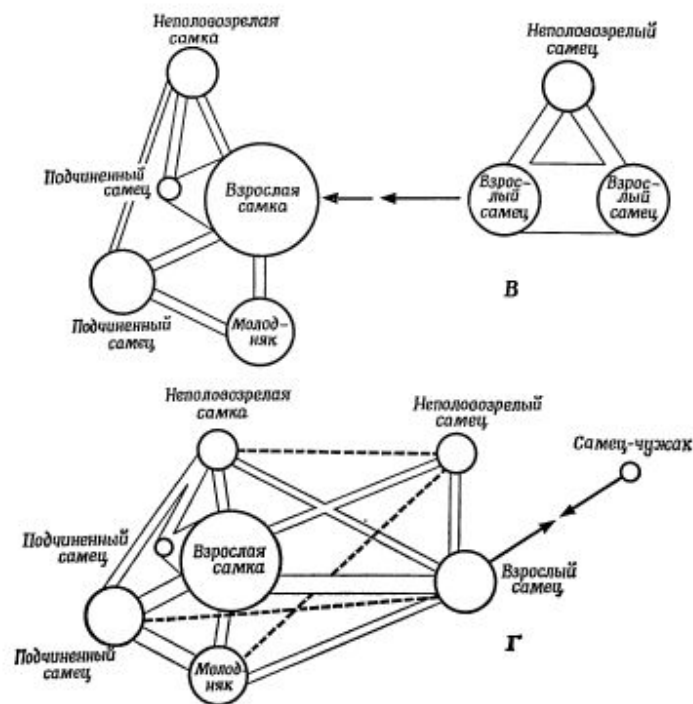 Неполовозрелая
самка
Неполовозрелый
самец
Подчиненный
самец
Взрослая
самка
Взрос-
лый
самец
Взрос-
лый
самец
В
Подчиненный
самец
Молод-
няк
Неполовозрелая
самка
Неполовозрелый
самец
Самец-чужак
Подчиненный
самец
Взрослая
самка
Взрослый
самец
Г
Подчиненный
самец
Молод-
няк